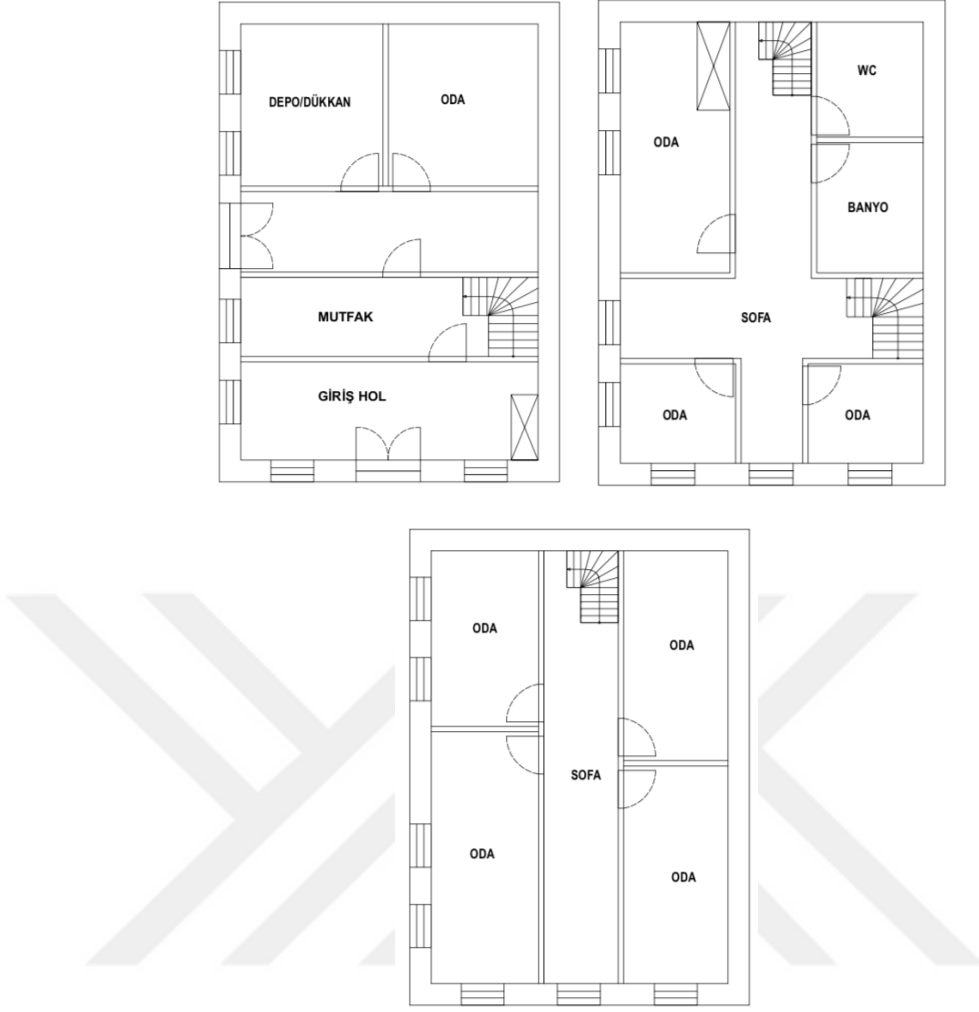 DEPO/DÜKKAN
ODA
MUTFAK
GİRİŞ HOL
WC
ODA
BANYO
SOFA
ODA
ODA
ODA
ODA
SOFA
ODA
ODA